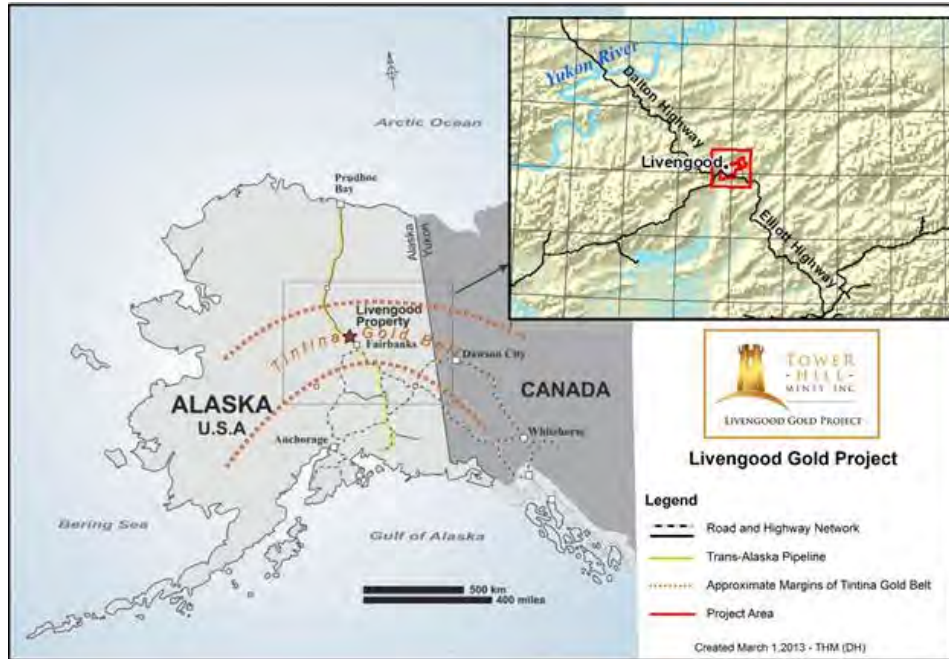 Arctic Ocean
Prudhoe
Bay
Alaska
Yukon
Livengood
Property
Tintina Gold Belt
Fairbanks
Dawson City
ALASKA
U.S.A
CANADA
Anchorage
Whitehorse
Bering Sea
Gulf of Alaska
500 km
400 miles
Yukon River
Dalton Highway
Livengood
Elliott Highway
TOWER
- HILL -
MINES INC.
LIVENGOOD GOLD PROJECT
Livengood Gold Project
Legend
Road and Highway Network
Trans-Alaska Pipeline
Approximate Margins of Tintina Gold Belt
Project Area
Created March 1,2013 - THM (DH)